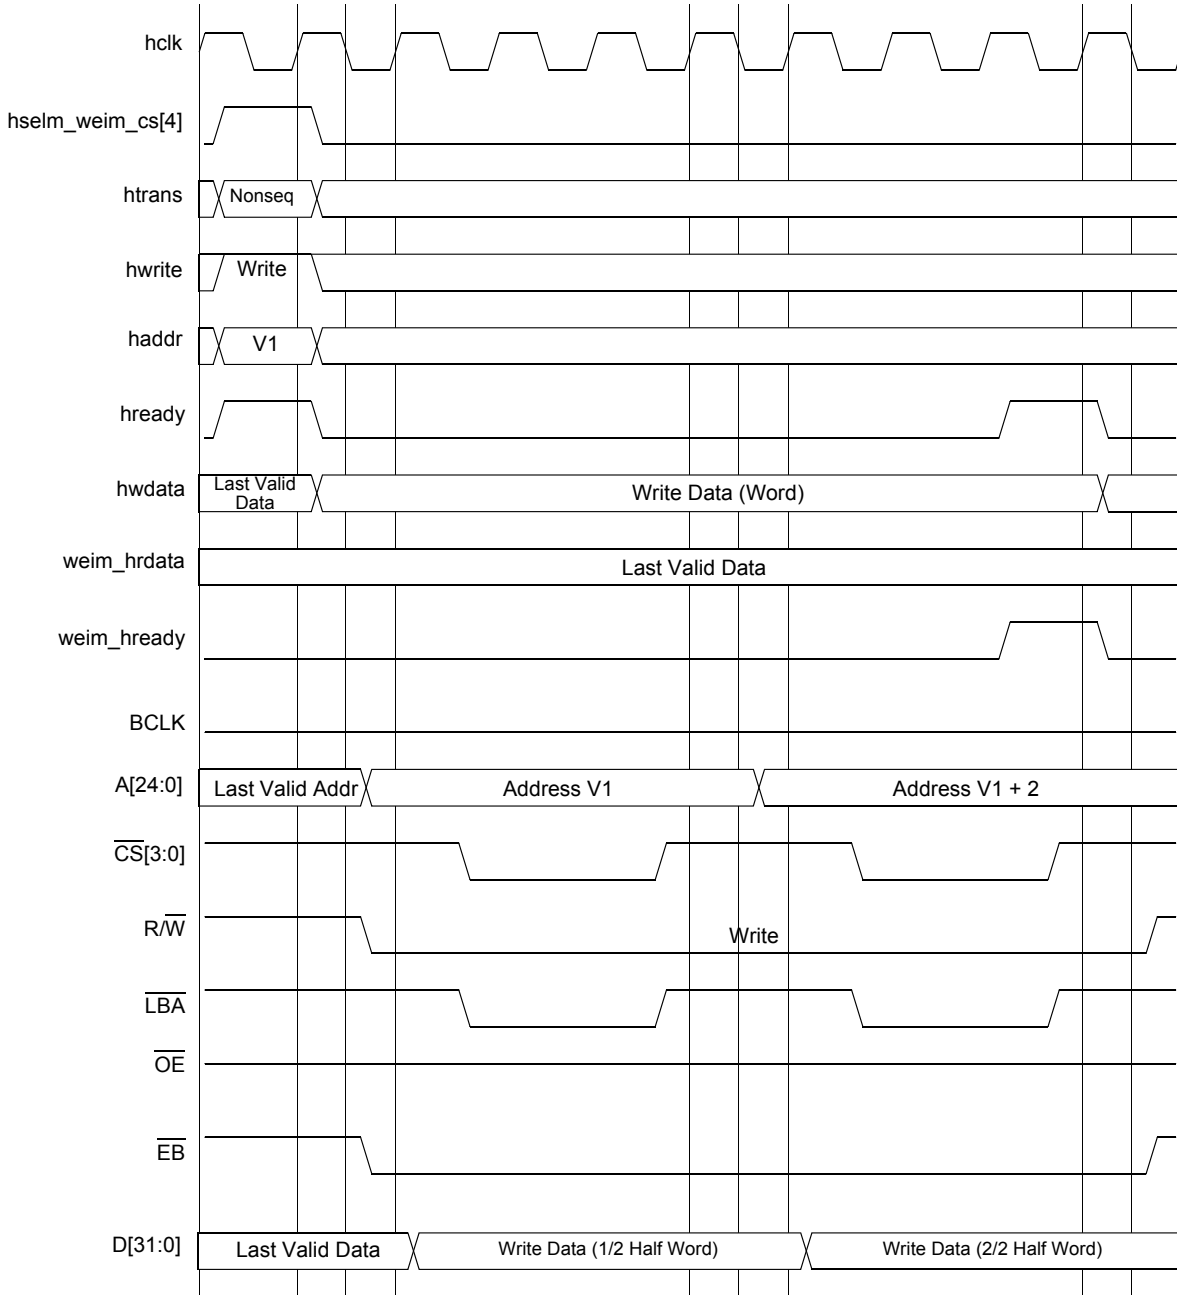 hclk
hselm_weim_cs[4]
htrans Nonseq
hwrite Write
haddr V1
hready
hwdata Last Valid Data Write Data (Word)
weim_hrdata Last Valid Data
weim_hready
BCLK
A[24:0] Last Valid Addr Address V1 Address V1 + 2
CS[3:0]
R/W Write
LBA
OE
EB
D[31:0] Last Valid Data Write Data (1/2 Half Word) Write Data (2/2 Half Word)